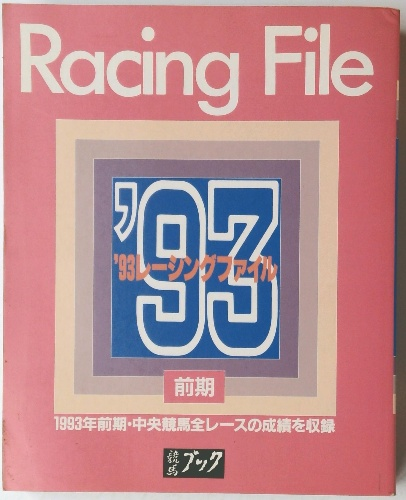 Racing File
'93
'93レーシングファイル
前期
1993年前期・中央競馬全レースの成績を収録
競馬ブック